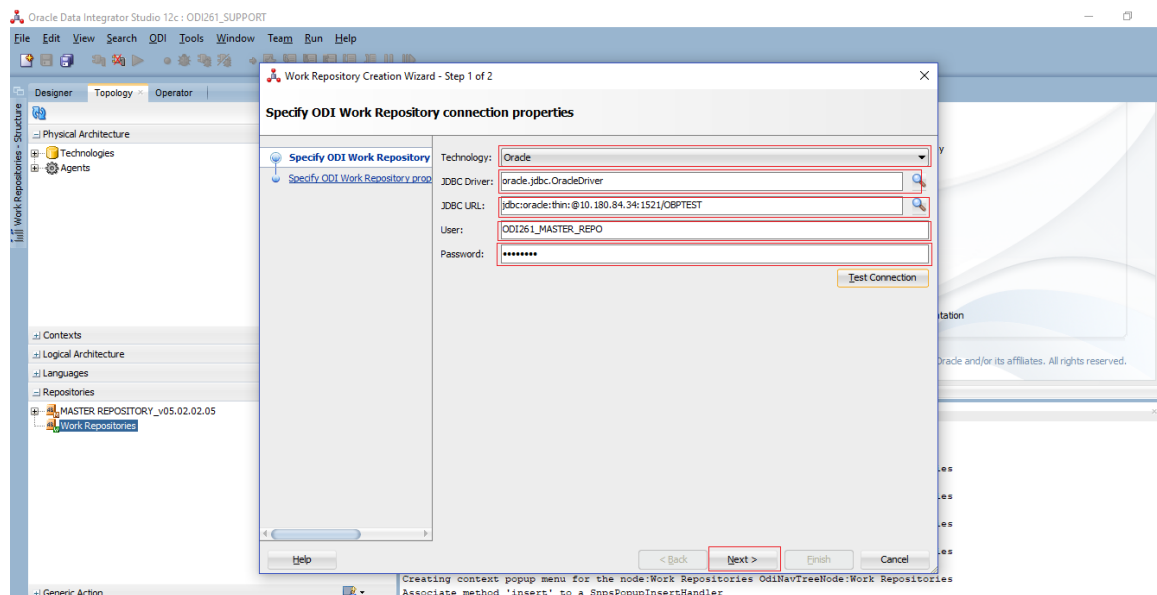 Oracle Data Integrator Studio 12c : ODI261_SUPPORT
File Edit View Search ODI Tools Window Team Run Help
Work Repository Creation Wizard - Step 1 of 2
Designer Topology Operator
Specify ODI Work Repository connection properties
Work Repositories - Structure
Physical Architecture
Technologies
Agents
Specify ODI Work Repository
Specify ODI Work Repository prop
Technology: Oracle
JDBC Driver: oracle.jdbc.OracleDriver
JDBC URL: jdbc:oracle:thin:@10.180.84.34:1521/OBPTEST
User: ODI261_MASTER_REPO
Password: ••••••••
Test Connection
y
tation
Contexts
Logical Architecture
Oracle and/or its affiliates. All rights reserved.
Languages
Repositories
MASTER REPOSITORY_v05.02.02.05
Work Repositories
.es
.es
.es
.es
Help < Back Next > Finish Cancel
Creating context popup menu for the node:Work Repositories OdiNavTreeNode:Work Repositories
Generic Action
Associate method 'insert' to a SnpsPopupInsertHandler